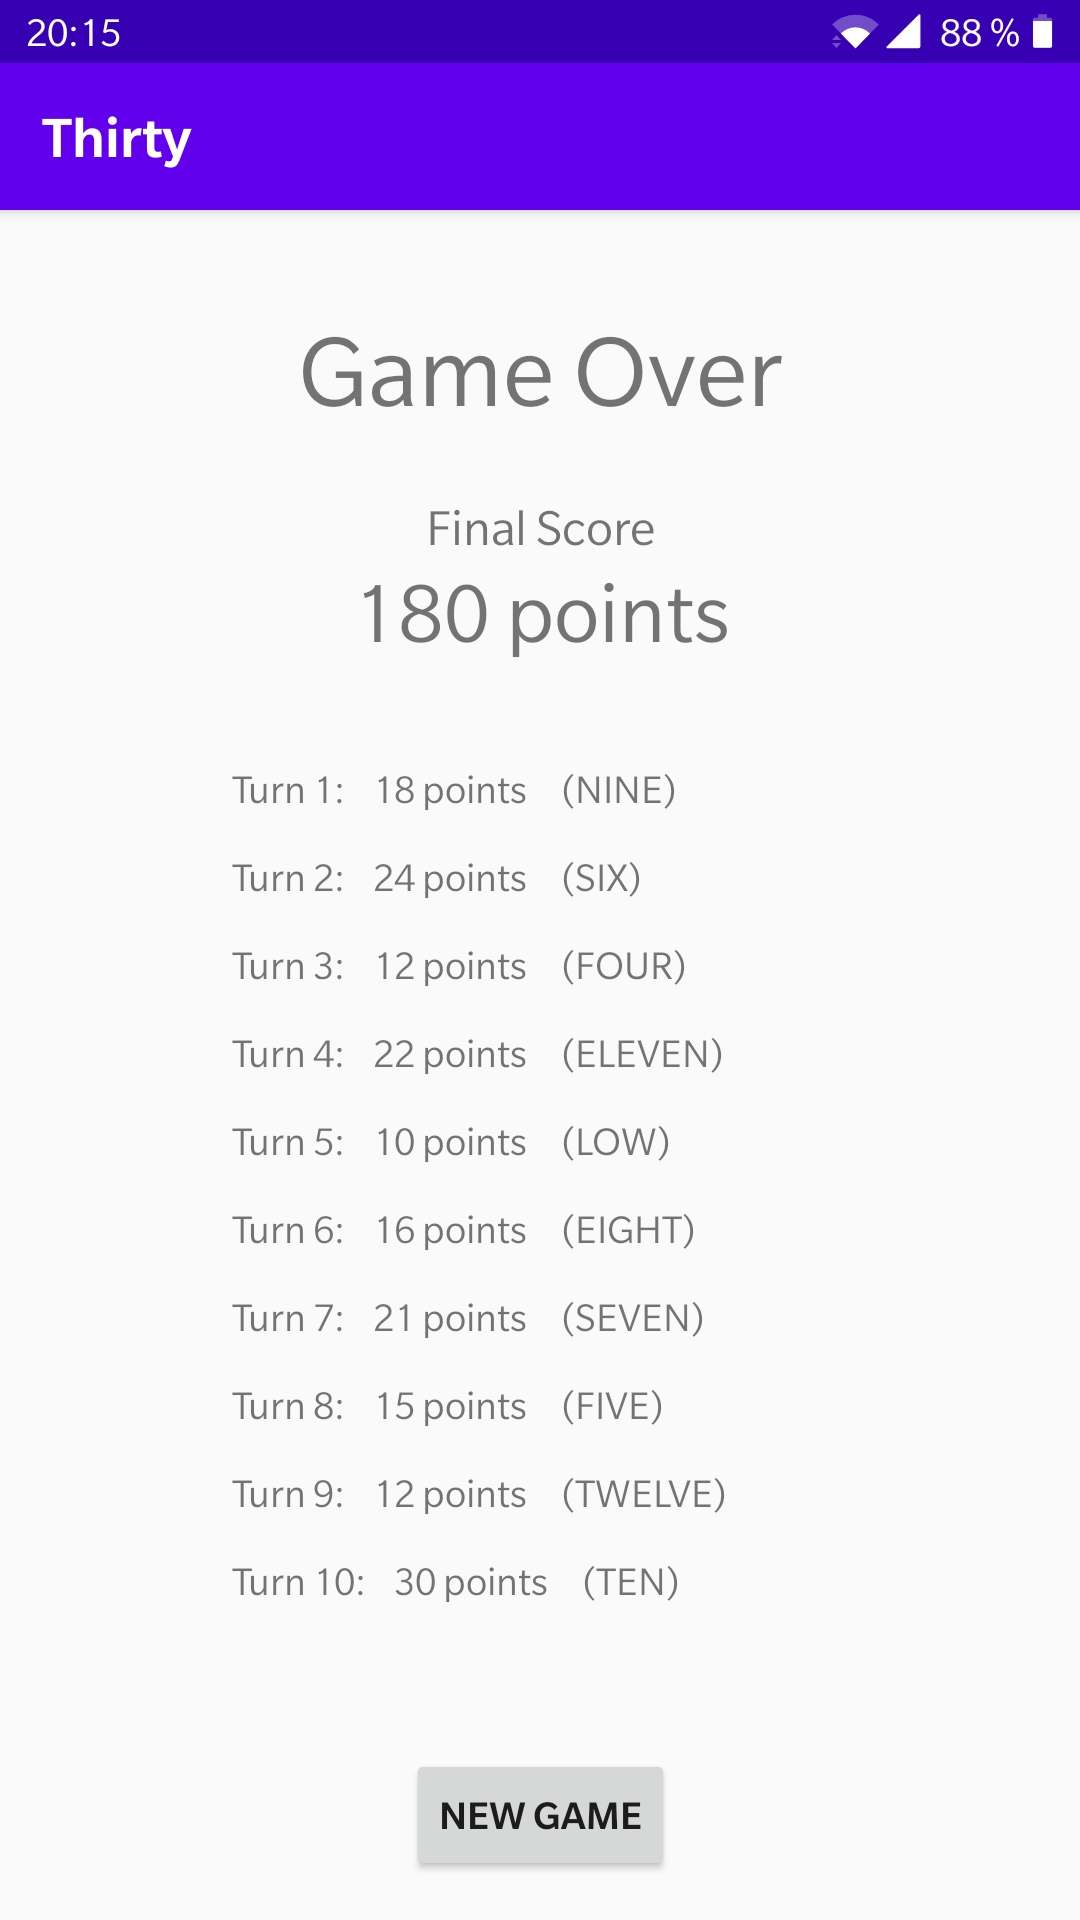 20:15 88 %
Thirty
Game Over
Final Score
180 points
Turn 1: 18 points (NINE)
Turn 2: 24 points (SIX)
Turn 3: 12 points (FOUR)
Turn 4: 22 points (ELEVEN)
Turn 5: 10 points (LOW)
Turn 6: 16 points (EIGHT)
Turn 7: 21 points (SEVEN)
Turn 8: 15 points (FIVE)
Turn 9: 12 points (TWELVE)
Turn 10: 30 points (TEN)
NEW GAME